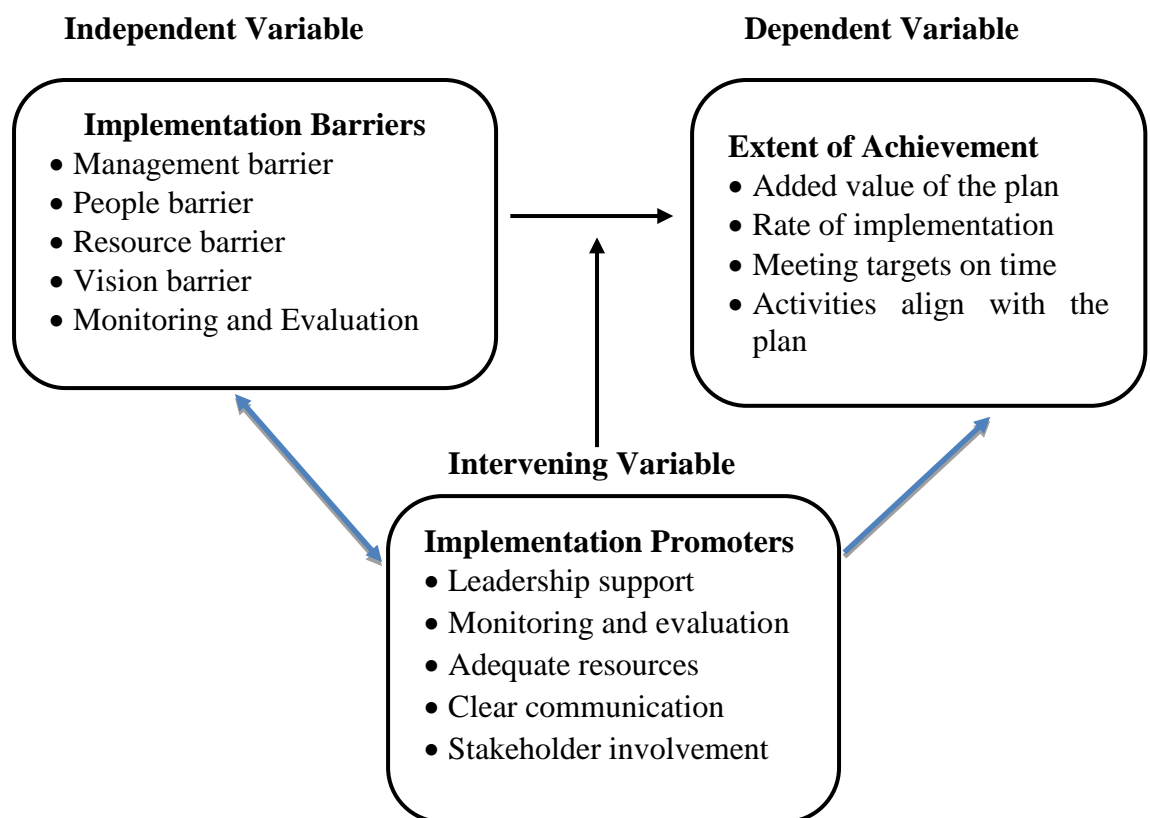 Independent Variable
Dependent Variable
Implementation Barriers
• Management barrier
• People barrier
• Resource barrier
• Vision barrier
• Monitoring and Evaluation
Extent of Achievement
• Added value of the plan
• Rate of implementation
• Meeting targets on time
• Activities align with the
plan
Intervening Variable
Implementation Promoters
• Leadership support
• Monitoring and evaluation
• Adequate resources
• Clear communication
• Stakeholder involvement